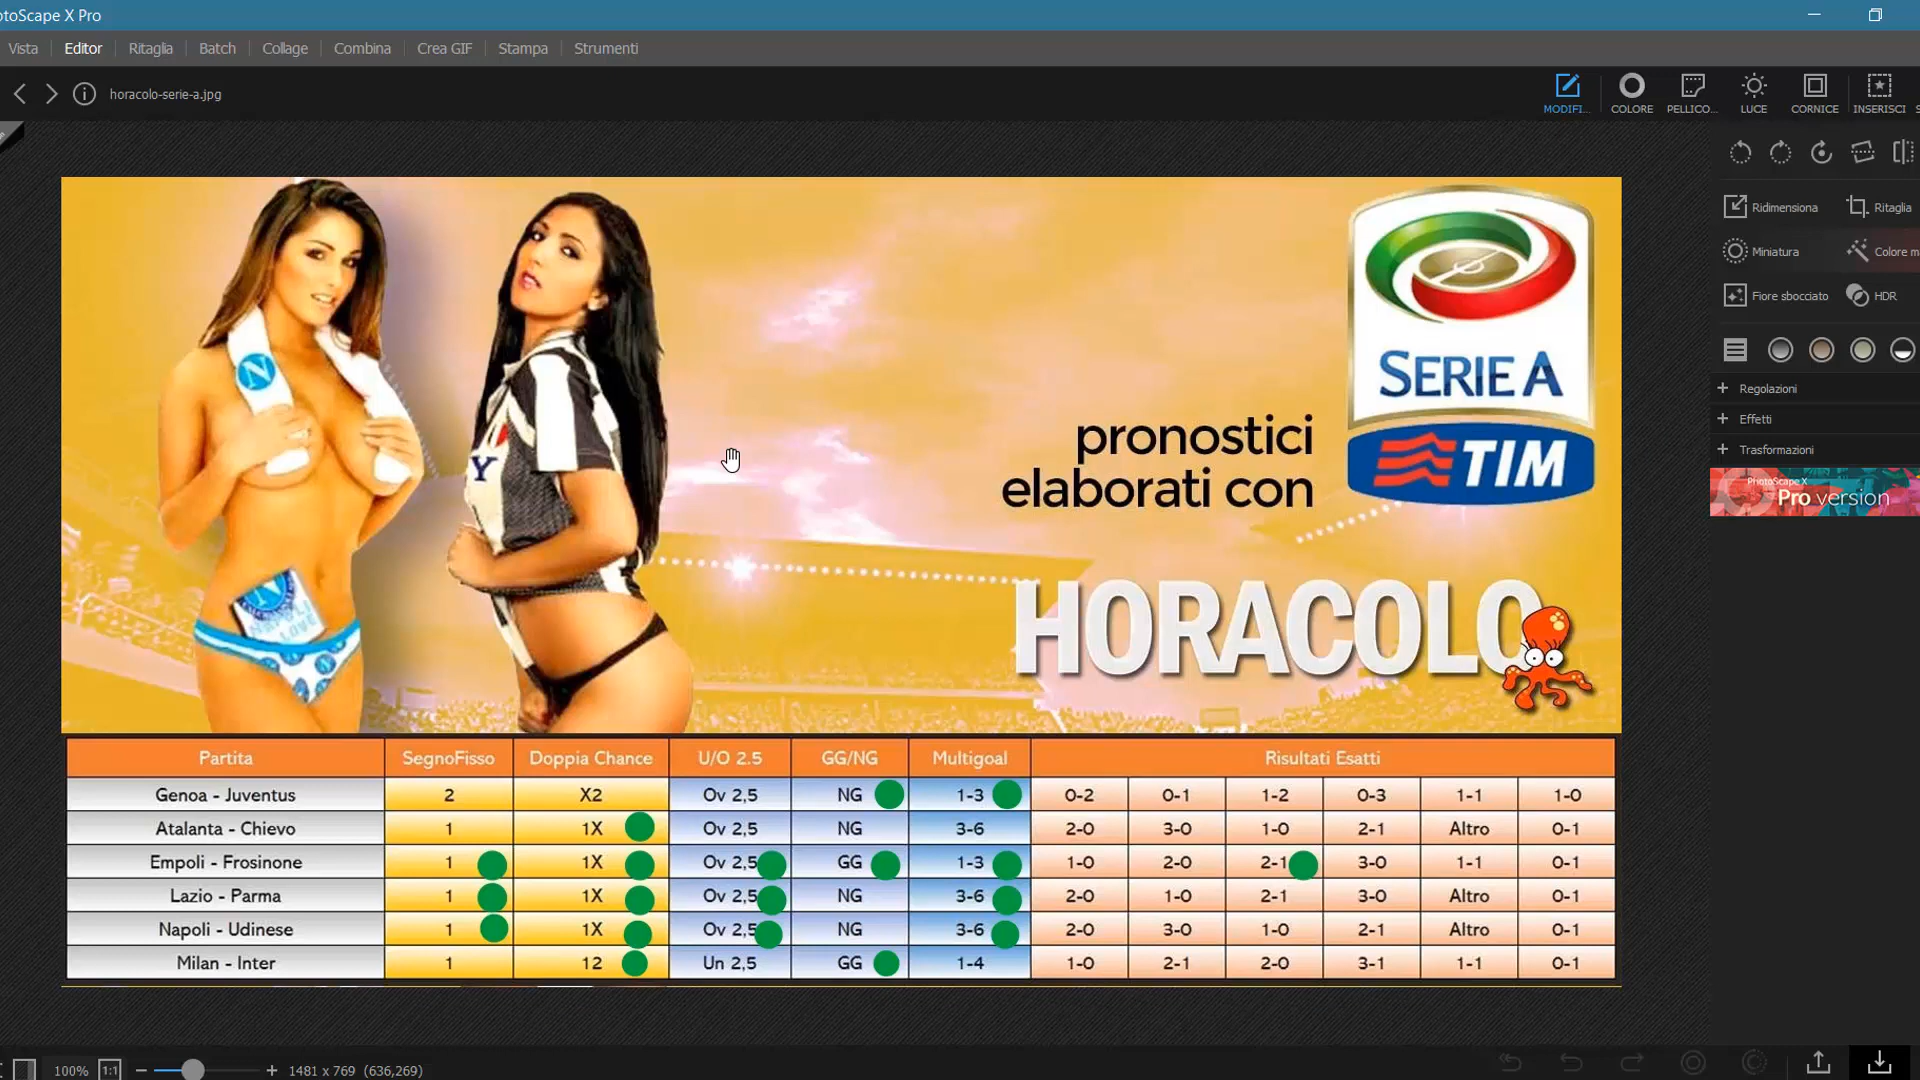 otoScape X Pro
Vista Editor Ritaglia Batch Collage Combina Crea GIF Stampa Strumenti
horacolo-serie-a.jpg
MODIFI... COLORE PELLICO... LUCE CORNICE INSERISCI
Ridimensiona Ritaglia
Miniatura Colore m
Fiore sbocciato HDR
+ Regolazioni
+ Effetti
+ Trasformazioni
PhotoScape X
Pro version
N
Y
SERIE A
TIM
pronostici
elaborati con
HORACOLO
Partita SegnoFisso Doppia Chance U/O 2.5 GG/NG Multigoal Risultati Esatti
Genoa - Juventus 2 X2 Ov 2,5 NG 1-3 0-2 0-1 1-2 0-3 1-1 1-0
Atalanta - Chievo 1 1X Ov 2,5 NG 3-6 2-0 3-0 1-0 2-1 Altro 0-1
Empoli - Frosinone 1 1X Ov 2,5 GG 1-3 1-0 2-0 2-1 3-0 1-1 0-1
Lazio - Parma 1 1X Ov 2,5 NG 3-6 2-0 1-0 2-1 3-0 Altro 0-1
Napoli - Udinese 1 1X Ov 2,5 NG 3-6 2-0 3-0 1-0 2-1 Altro 0-1
Milan - Inter 1 12 Un 2,5 GG 1-4 1-0 2-1 2-0 3-1 1-1 0-1
100% 1:1 − + 1481 x 769 (636,269)